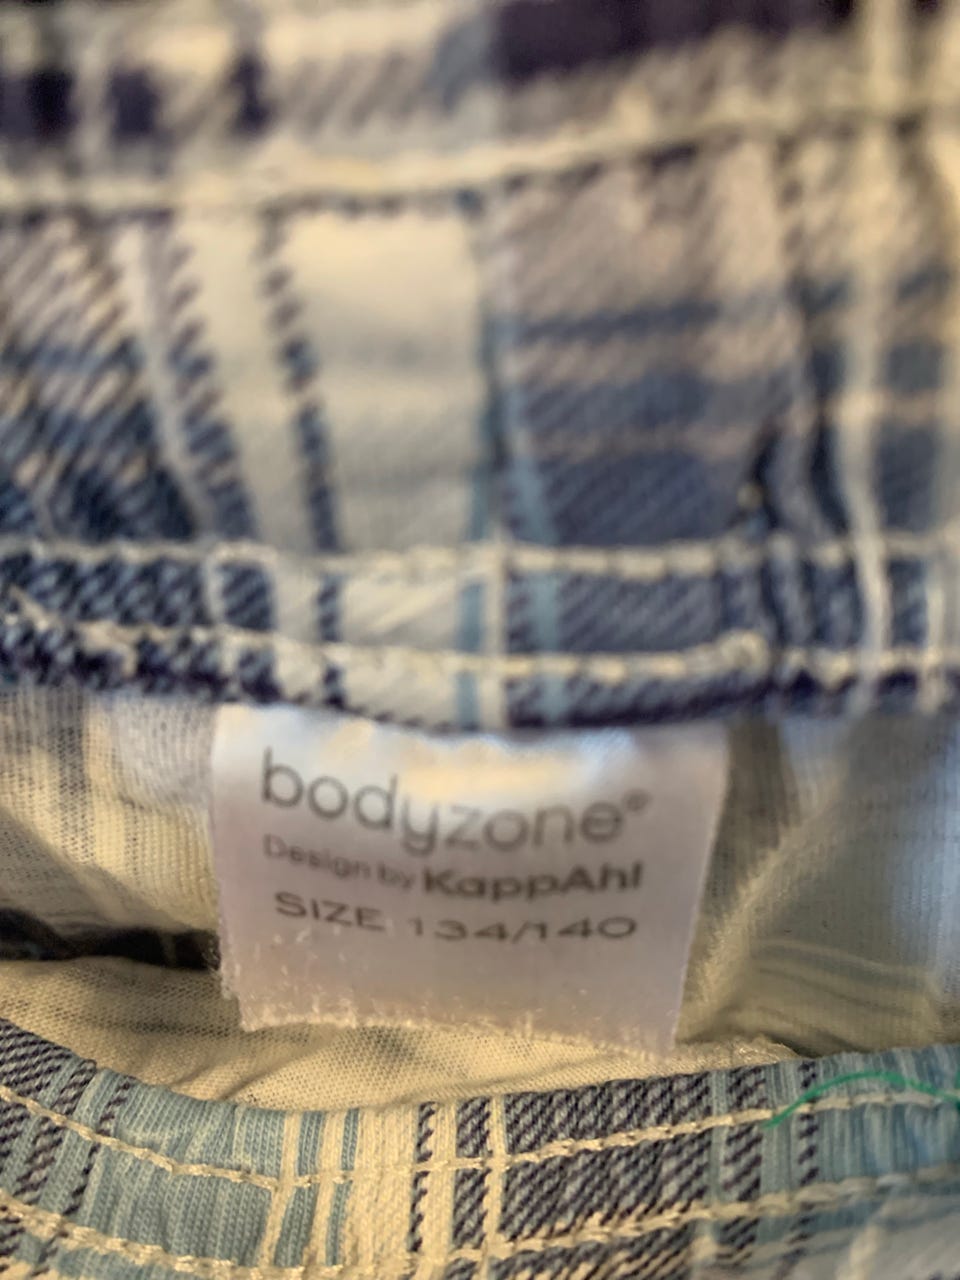 bodyzone®
Design by KappAhl
SIZE 134/140